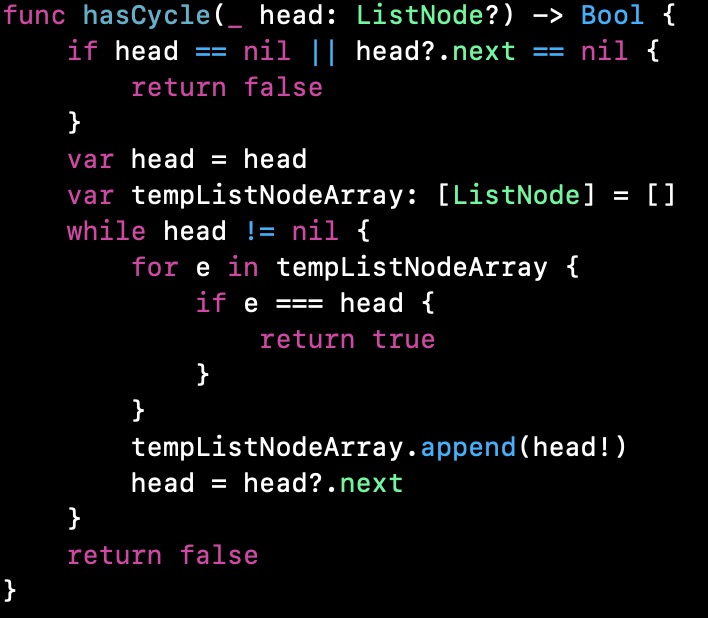 func hasCycle(_ head: ListNode?) -> Bool {
    if head == nil || head?.next == nil {
        return false
    }
    var head = head
    var tempListNodeArray: [ListNode] = []
    while head != nil {
        for e in tempListNodeArray {
            if e === head {
                return true
            }
        }
        tempListNodeArray.append(head!)
        head = head?.next
    }
    return false
}